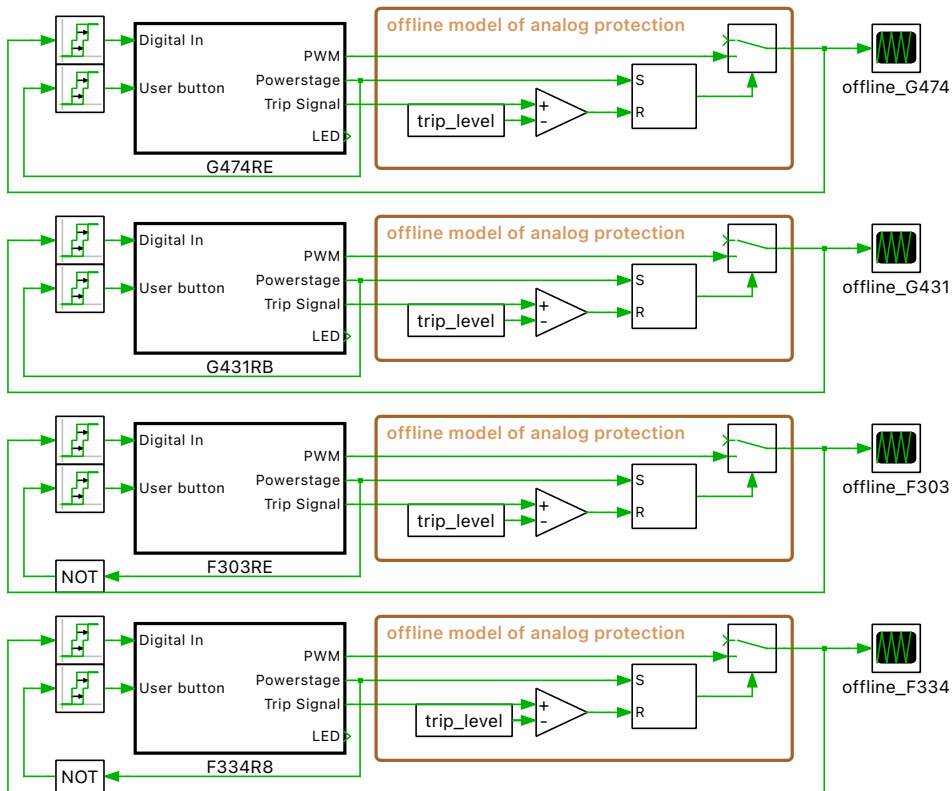 offline model of analog protection
Digital In
PWM
User button
Powerstage
S
offline_G474
Trip Signal
+
trip_level
-
R
LED
G474RE
offline model of analog protection
Digital In
PWM
User button
Powerstage
S
offline_G431
Trip Signal
+
trip_level
-
R
LED
G431RB
offline model of analog protection
Digital In
PWM
User button
Powerstage
S
offline_F303
Trip Signal
+
trip_level
-
R
F303RE
NOT
offline model of analog protection
Digital In
PWM
User button
Powerstage
S
offline_F334
Trip Signal
+
trip_level
-
R
LED
F334R8
NOT